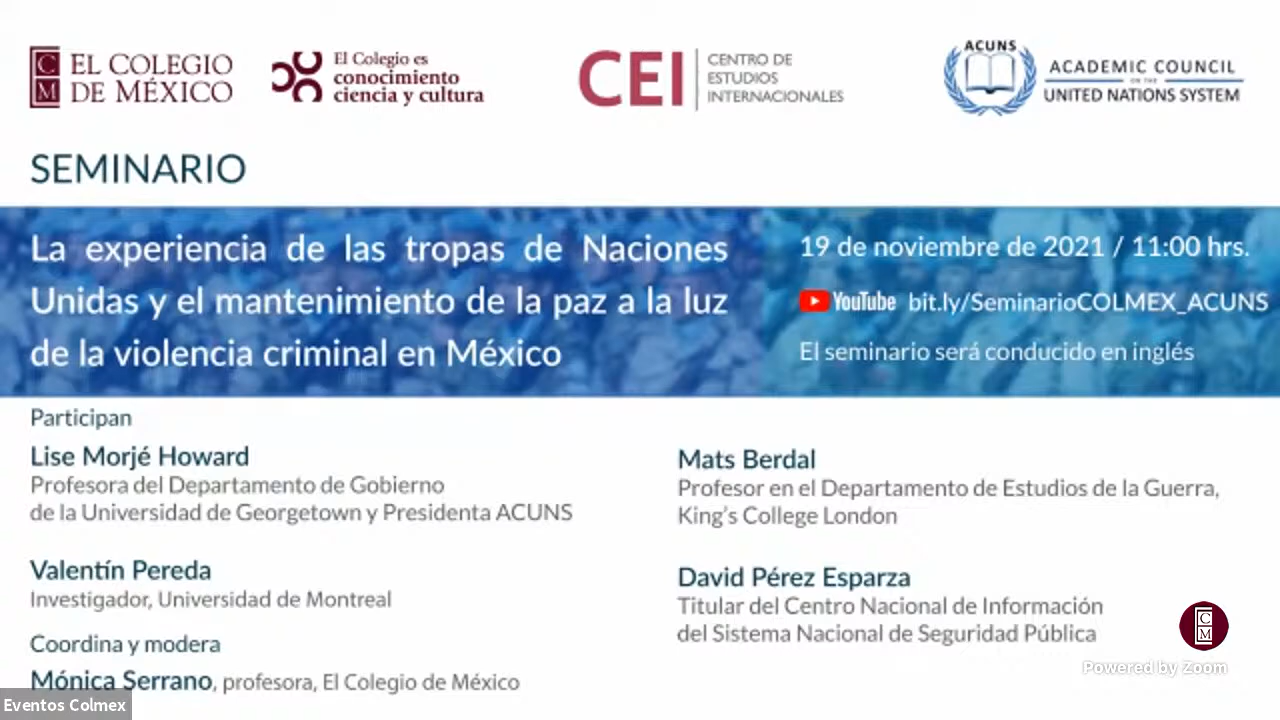 EL COLEGIO
DE MÉXICO
El Colegio es
conocimiento
ciencia y cultura
CEI
CENTRO DE
ESTUDIOS
INTERNACIONALES
ACUNS
ACADEMIC COUNCIL
ON THE
UNITED NATIONS SYSTEM
SEMINARIO
La experiencia de las tropas de Naciones
Unidas y el mantenimiento de la paz a la luz
de la violencia criminal en México
19 de noviembre de 2021 / 11:00 hrs.
YouTube bit.ly/SeminarioCOLMEX_ACUNS
El seminario será conducido en inglés
Participan
Lise Morjé Howard
Profesora del Departamento de Gobierno
de la Universidad de Georgetown y Presidenta ACUNS
Mats Berdal
Profesor en el Departamento de Estudios de la Guerra,
King's College London
Valentín Pereda
Investigador, Universidad de Montreal
David Pérez Esparza
Titular del Centro Nacional de Información
del Sistema Nacional de Seguridad Pública
Coordina y modera
Mónica Serrano, profesora, El Colegio de México
C
M
Powered by Zoom
Eventos Colmex